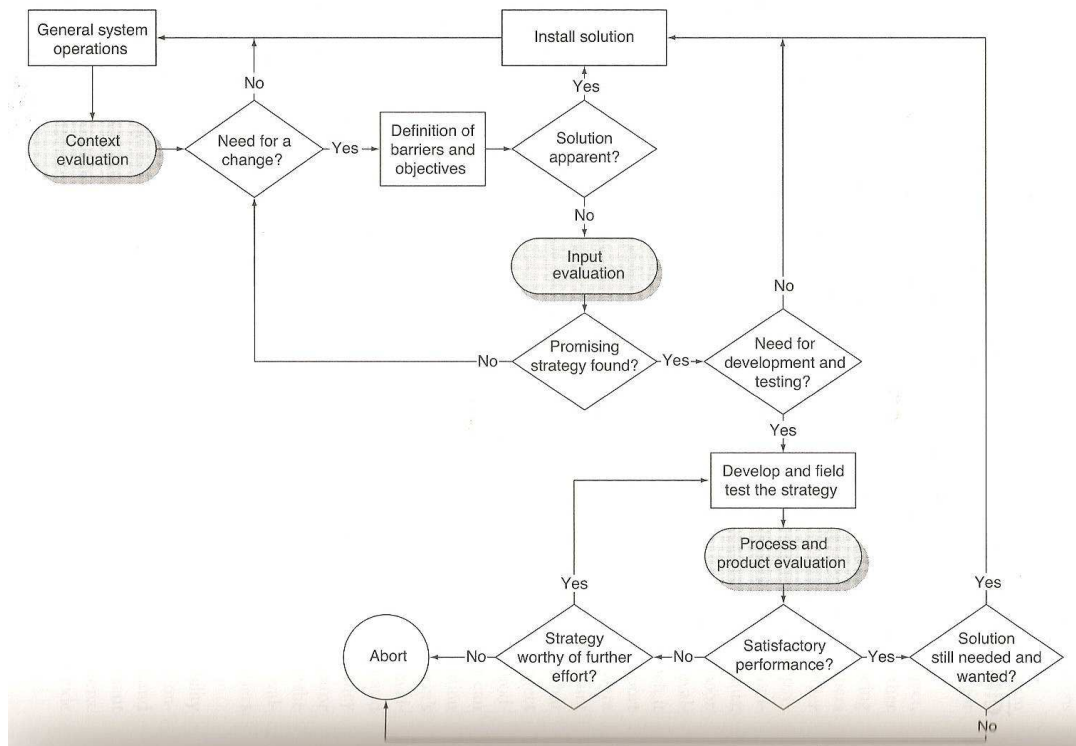 General system
operations
Install solution
No
Yes
Context
evaluation
Need for a
change?
Yes
Definition of
barriers and
objectives
Solution
apparent?
No
Input
evaluation
No
Promising
strategy found?
No
Yes
Need for
development and
testing?
Yes
Develop and field
test the strategy
Process and
product evaluation
Yes
Yes
Abort
No
Strategy
worthy of further
effort?
No
Satisfactory
performance?
Yes
Solution
still needed and
wanted?
No